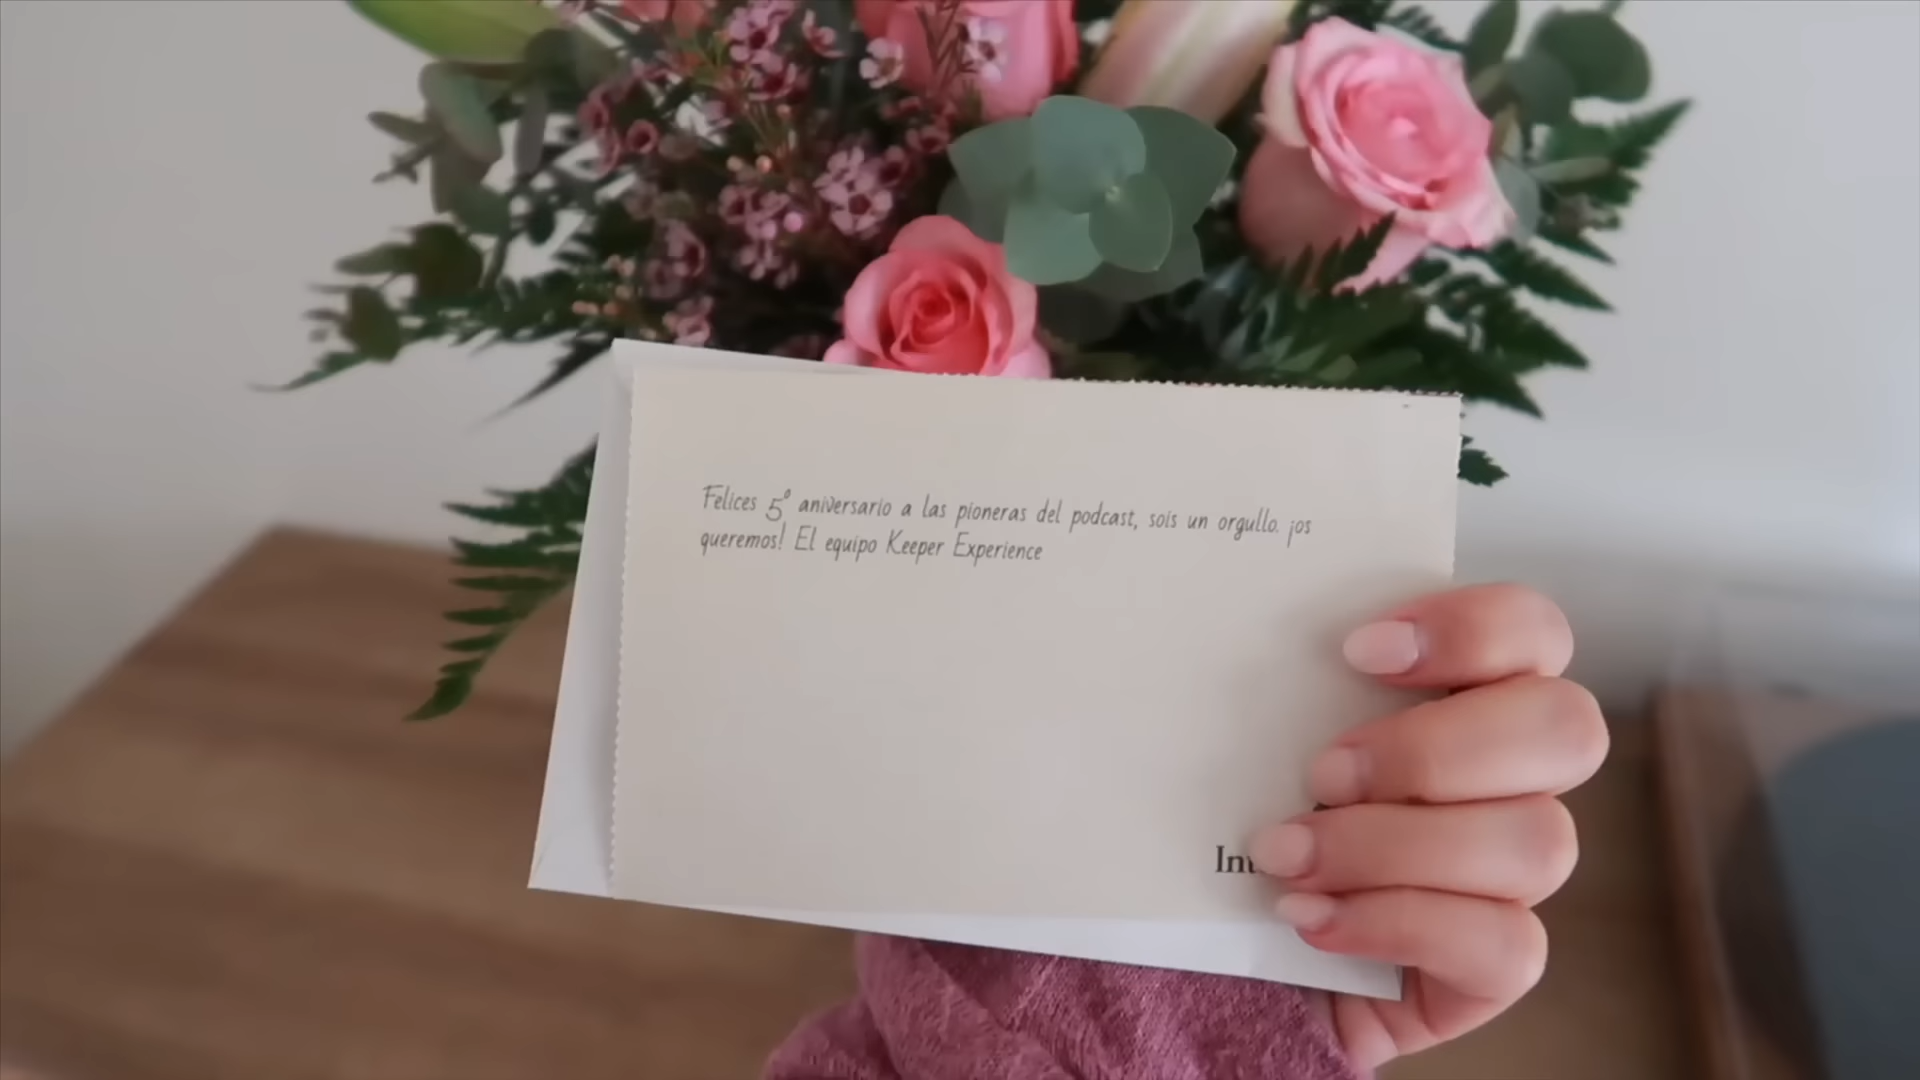 Felices 5º aniversario a las pioneras del podcast, sois un orgullo. ¡os
queremos! El equipo Keeper Experience